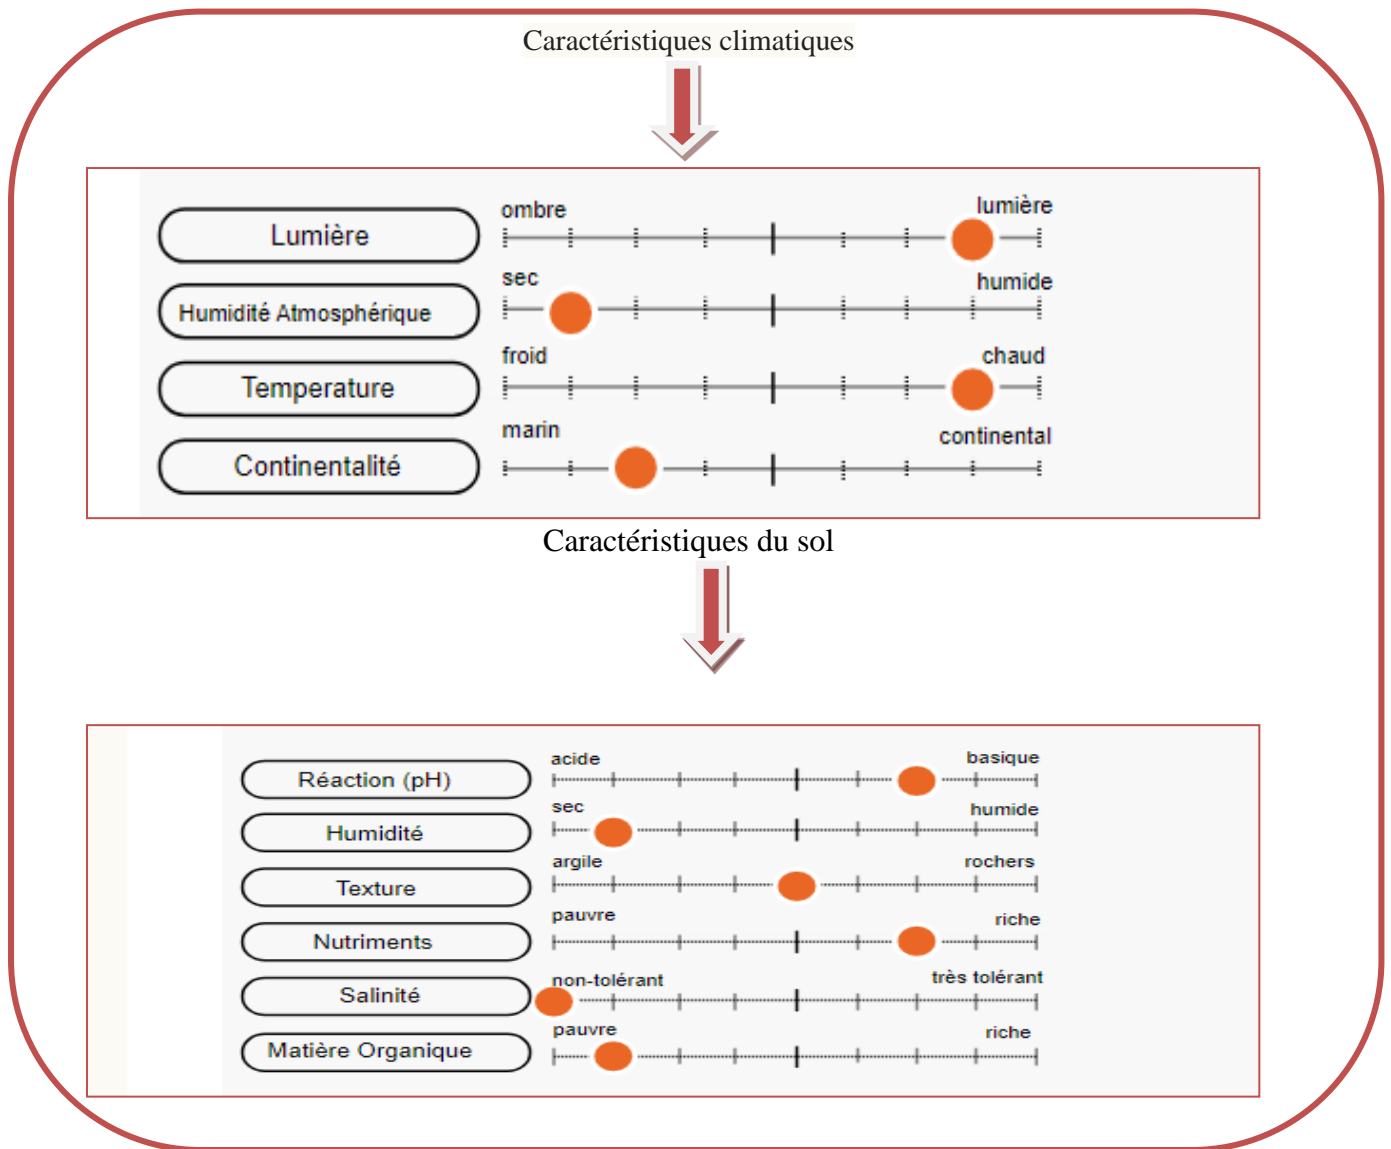 Caractéristiques climatiques
ombre
lumière
Lumière
sec
humide
Humidité Atmosphérique
froid
chaud
Temperature
marin
continental
Continentalité
Caractéristiques du sol
acide
basique
Réaction (pH)
sec
humide
Humidité
argile
rochers
Texture
pauvre
riche
Nutriments
non-tolérant
très tolérant
Salinité
pauvre
riche
Matière Organique